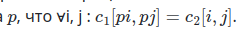 p, что ∀i, j : c₁[pi, pj] = c₂[i, j].